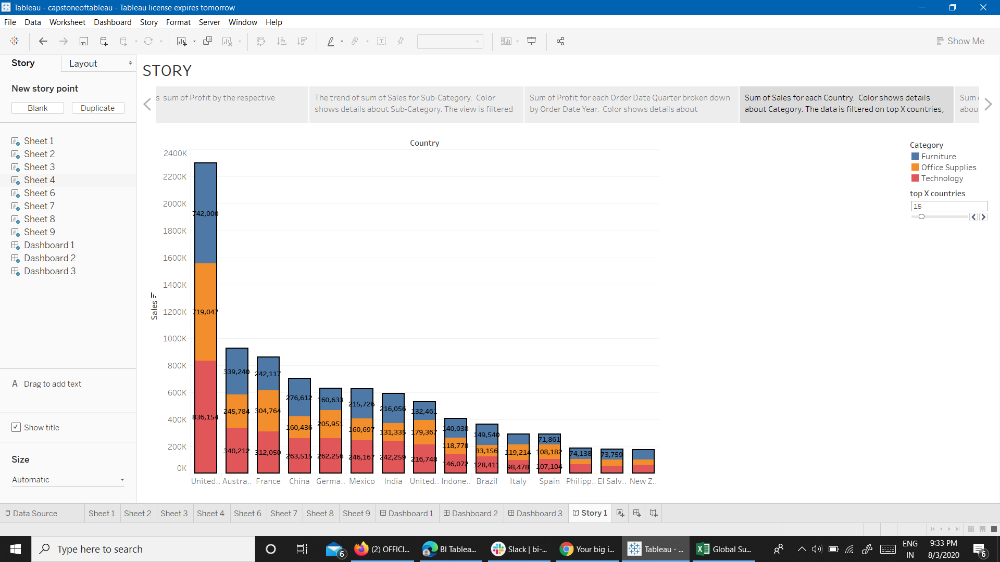 Tableau - capstoneoftableau - Tableau license expires tomorrow
File Data Worksheet Dashboard Story Format Server Window Help
Show Me
Story Layout
New story point
Blank Duplicate
Sheet 1
Sheet 2
Sheet 3
Sheet 4
Sheet 6
Sheet 7
Sheet 8
Sheet 9
Dashboard 1
Dashboard 2
Dashboard 3
A Drag to add text
Show title
Size
Automatic
STORY
s sum of Profit by the respective
The trend of sum of Sales for Sub-Category. Color
shows details about Sub-Category. The view is filtered
Sum of Profit for each Order Date Quarter broken down
by Order Date Year. Color shows details about
Sum of Sales for each Country. Color shows details
about Category. The data is filtered on top X countries,
Sum
abou
Country
2400K
2200K
2000K
1800K
1600K
1400K
1200K
1000K
800K
600K
400K
200K
0K
Sales
742,000
719,047
836,154
339,240
245,784
340,212
242,117
304,764
312,050
276,612
160,436
263,515
160,633
205,951
262,256
215,726
160,697
246,167
216,056
131,335
242,259
132,461
179,367
216,748
140,038
118,778
146,072
149,540
83,156
128,411
119,214
98,478
71,861
108,182
107,104
74,138
73,759
United.. Austra.. France China Germa.. Mexico India United.. Indone.. Brazil Italy Spain Philipp.. El Salv.. New Z..
Category
Furniture
Office Supplies
Technology
top X countries
15
Data Source Sheet 1 Sheet 2 Sheet 3 Sheet 4 Sheet 6 Sheet 7 Sheet 8 Sheet 9 Dashboard 1 Dashboard 2 Dashboard 3 Story 1
Type here to search
6
(2) OFFICI...
BI Tablea...
Slack | bi-...
Your big i...
Tableau - ...
Global Su...
ENG
IN
9:33 PM
8/3/2020
6